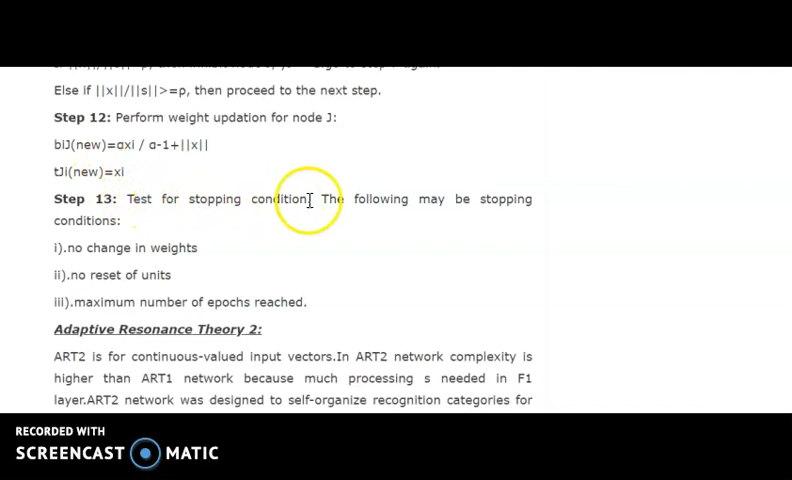 Else if ||x||/||s||>=ρ, then proceed to the next step.
Step 12: Perform weight updation for node J:
biJ(new)=αxi / α-1+||x||
tJi(new)=xi
Step 13: Test for stopping condition. The following may be stopping
conditions:
i).no change in weights
ii).no reset of units
iii).maximum number of epochs reached.
Adaptive Resonance Theory 2:
ART2 is for continuous-valued input vectors.In ART2 network complexity is
higher than ART1 network because much processing s needed in F1
layer.ART2 network was designed to self-organize recognition categories for
RECORDED WITH
SCREENCAST MATIC